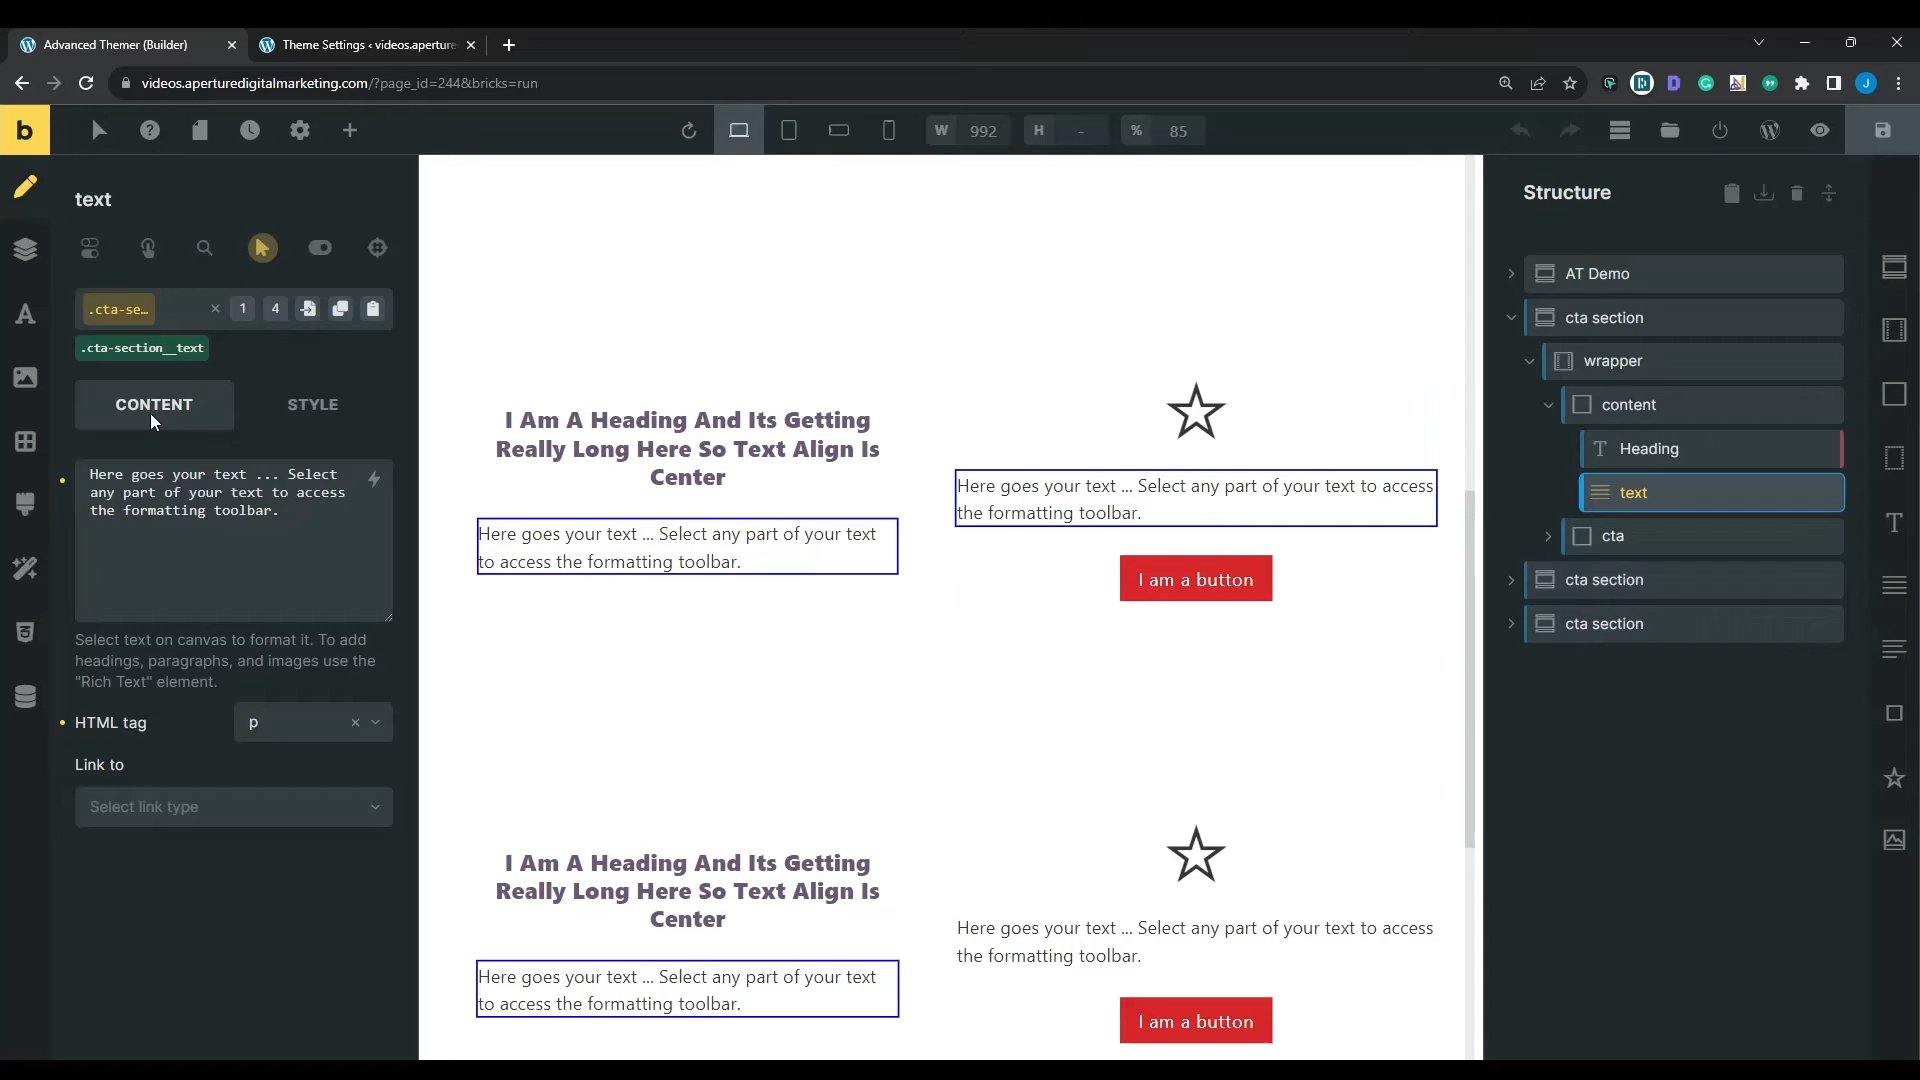 Advanced Themer (Builder)
Theme Settings ‹ videos.aperture
videos.aperturedigitalmarketing.com/?page_id=244&bricks=run
b
W 992 H - % 85
text
.cta-se…
1 4
.cta-section__text
CONTENT STYLE
Here goes your text ... Select
any part of your text to access
the formatting toolbar.
Select text on canvas to format it. To add
headings, paragraphs, and images use the
"Rich Text" element.
HTML tag p
Link to
Select link type
I Am A Heading And Its Getting
Really Long Here So Text Align Is
Center
Here goes your text ... Select any part of your text
to access the formatting toolbar.
Here goes your text ... Select any part of your text to access
the formatting toolbar.
I am a button
I Am A Heading And Its Getting
Really Long Here So Text Align Is
Center
Here goes your text ... Select any part of your text
to access the formatting toolbar.
Here goes your text ... Select any part of your text to access
the formatting toolbar.
I am a button
Structure
AT Demo
cta section
wrapper
content
Heading
text
cta
cta section
cta section